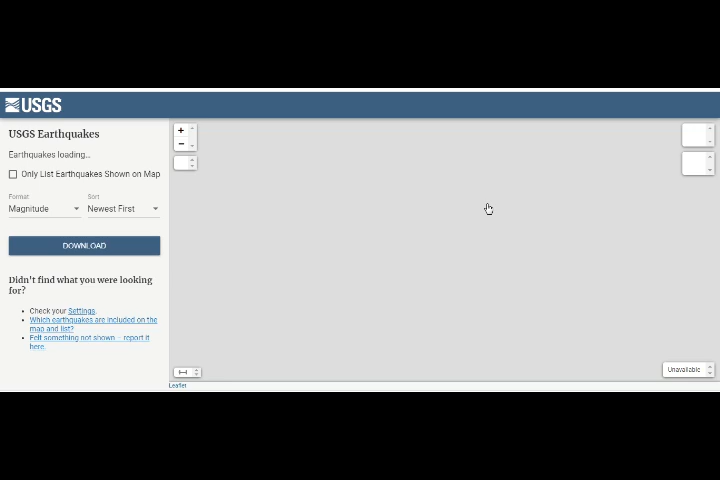 USGS
USGS Earthquakes
Earthquakes loading...
Only List Earthquakes Shown on Map
Format
Magnitude
Sort
Newest First
DOWNLOAD
Didn't find what you were looking
for?
Check your Settings.
Which earthquakes are included on the
map and list?
Felt something not shown – report it
here.
+
−
Unavailable
Leaflet